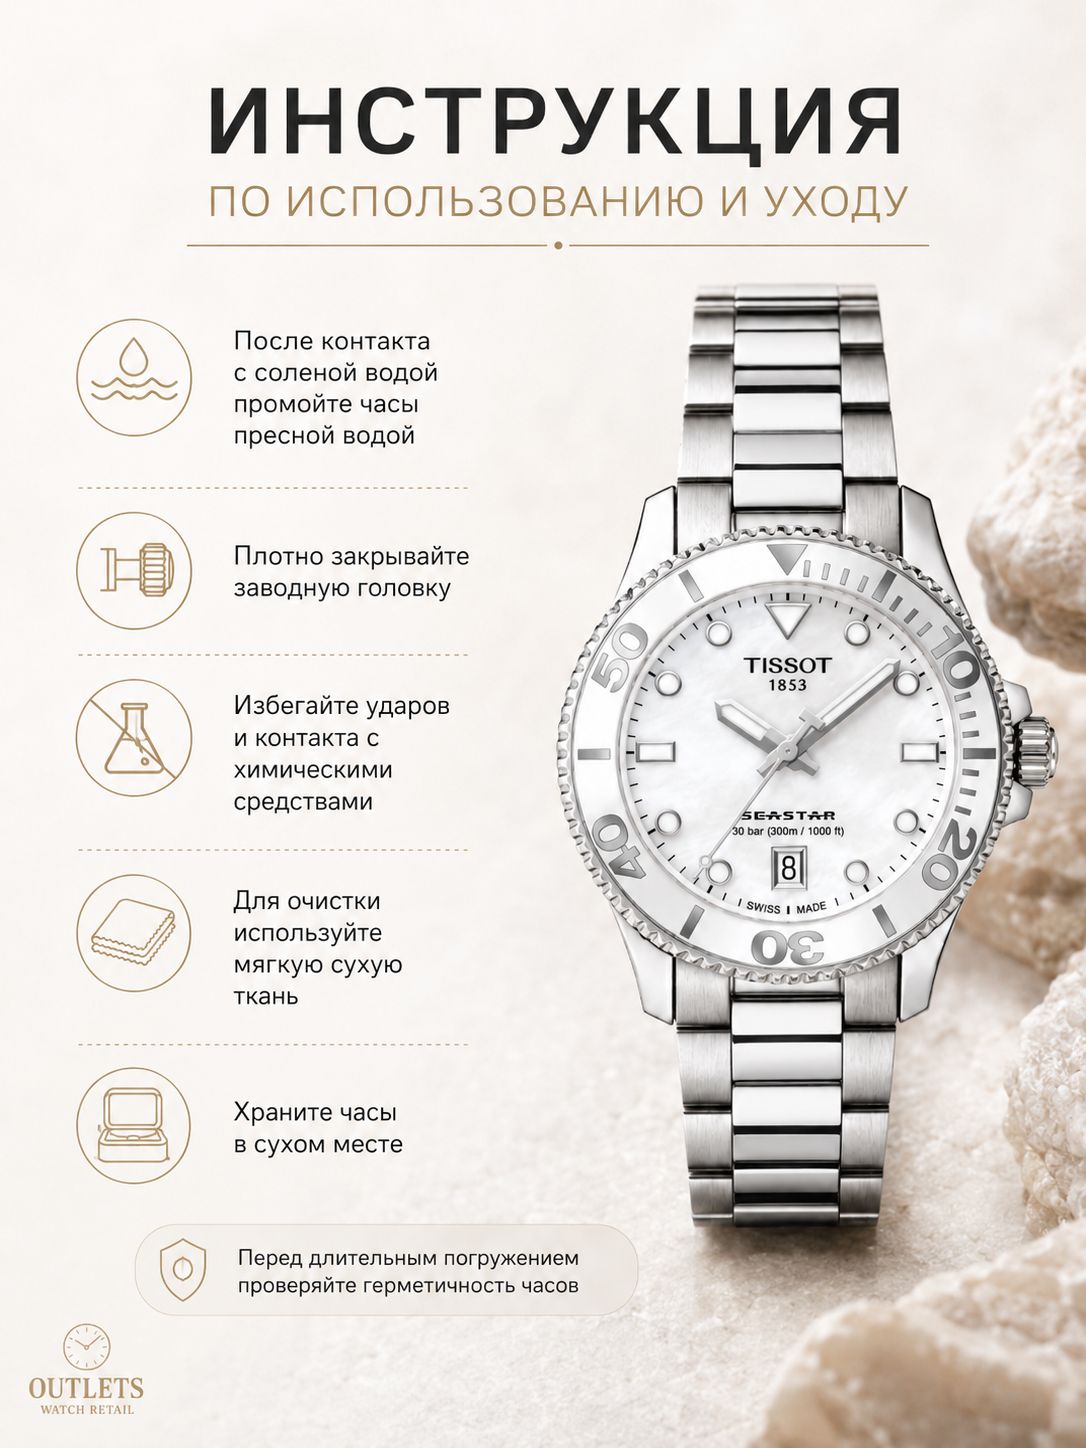 ИНСТРУКЦИЯ
ПО ИСПОЛЬЗОВАНИЮ И УХОДУ
После контакта
с соленой водой
промойте часы
пресной водой
Плотно закрывайте
заводную головку
Избегайте ударов
и контакта с
химическими
средствами
Для очистки
используйте
мягкую сухую
ткань
Храните часы
в сухом месте
Перед длительным погружением
проверяйте герметичность часов
OUTLETS
WATCH RETAIL
50
10
TISSOT
1853
SEASTAR
30 bar (300m / 1000 ft)
40
20
8
SWISS MADE
30